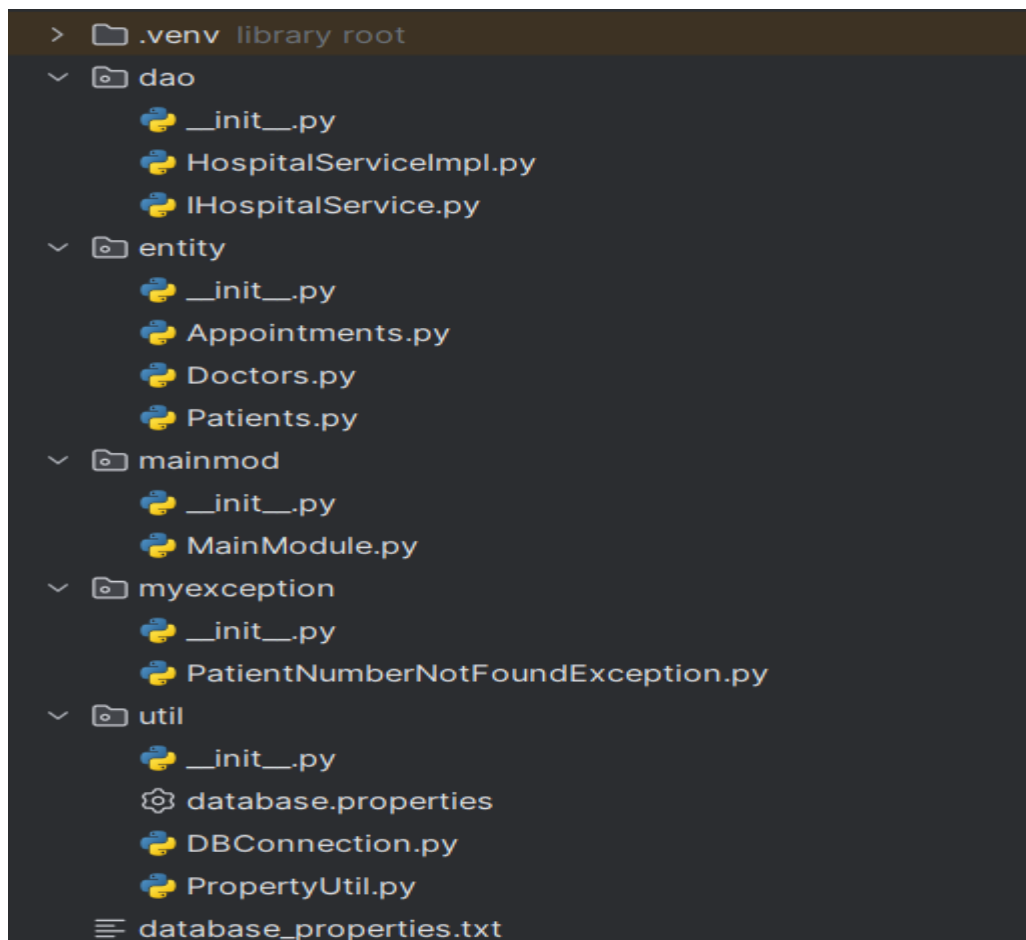 .venv library root
dao
__init__.py
HospitalServiceImpl.py
IHospitalService.py
entity
__init__.py
Appointments.py
Doctors.py
Patients.py
mainmod
__init__.py
MainModule.py
myexception
__init__.py
PatientNumberNotFoundException.py
util
__init__.py
database.properties
DBConnection.py
PropertyUtil.py
database_properties.txt